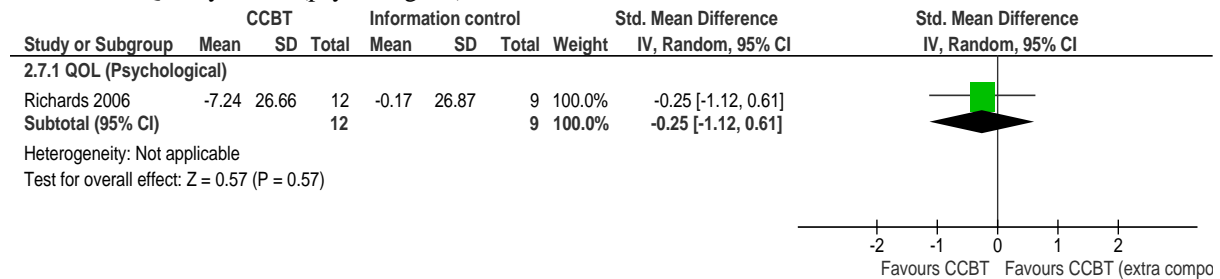 CCBT Information control Std. Mean Difference Std. Mean Difference
Study or Subgroup Mean SD Total Mean SD Total Weight IV, Random, 95% CI IV, Random, 95% CI
2.7.1 QOL (Psychological)
Richards 2006 -7.24 26.66 12 -0.17 26.87 9 100.0% -0.25 [-1.12, 0.61]
Subtotal (95% CI) 12 9 100.0% -0.25 [-1.12, 0.61]
Heterogeneity: Not applicable
Test for overall effect: Z = 0.57 (P = 0.57)
-2 -1 0 1 2
Favours CCBT Favours CCBT (extra compo